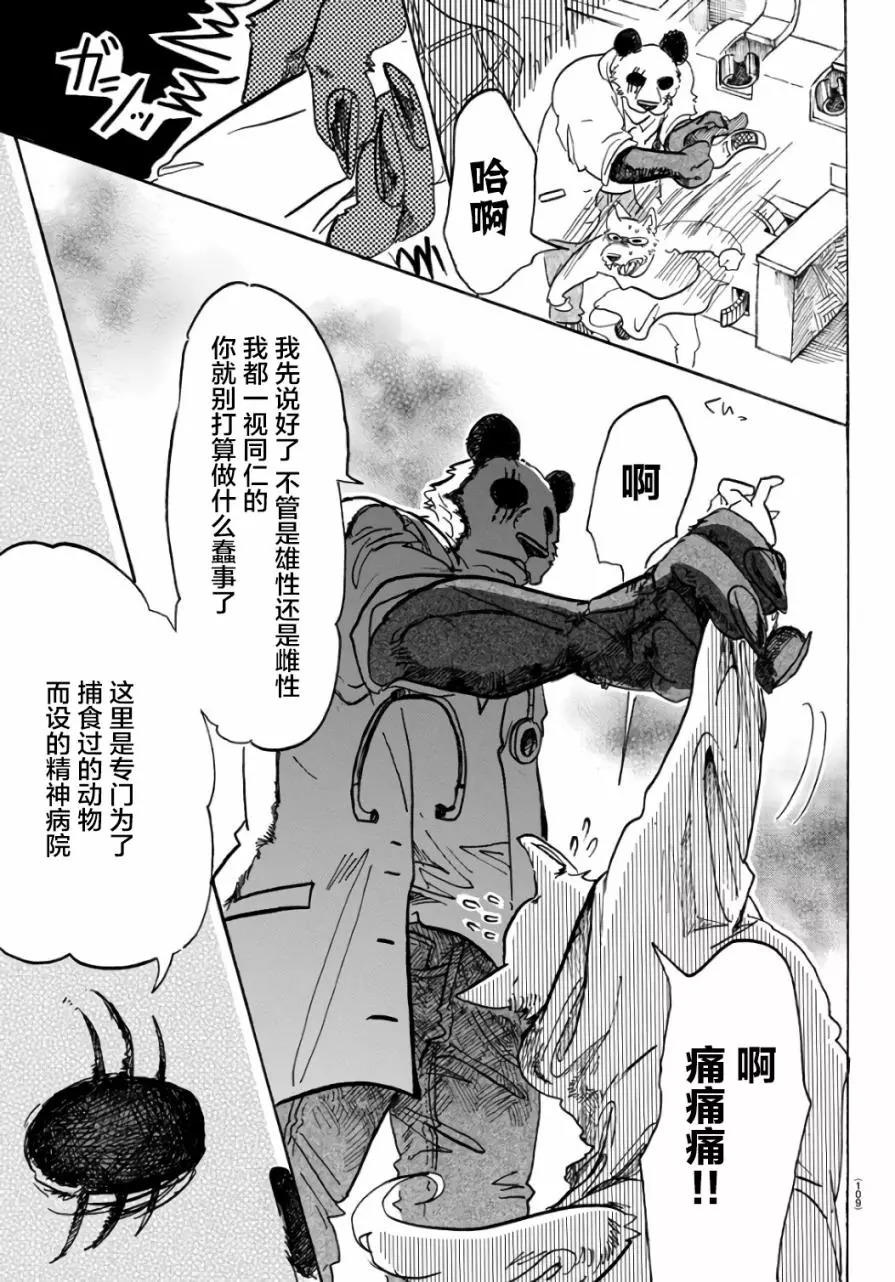 ガシッ
哈啊
くい…
啊
我先说好了 不管是雄性还是雌性
我都一视同仁的
你就别打算做什么蠢事了
这里是专门为了
捕食过的动物
而设的精神病院
啊
痛痛痛!!
(109)